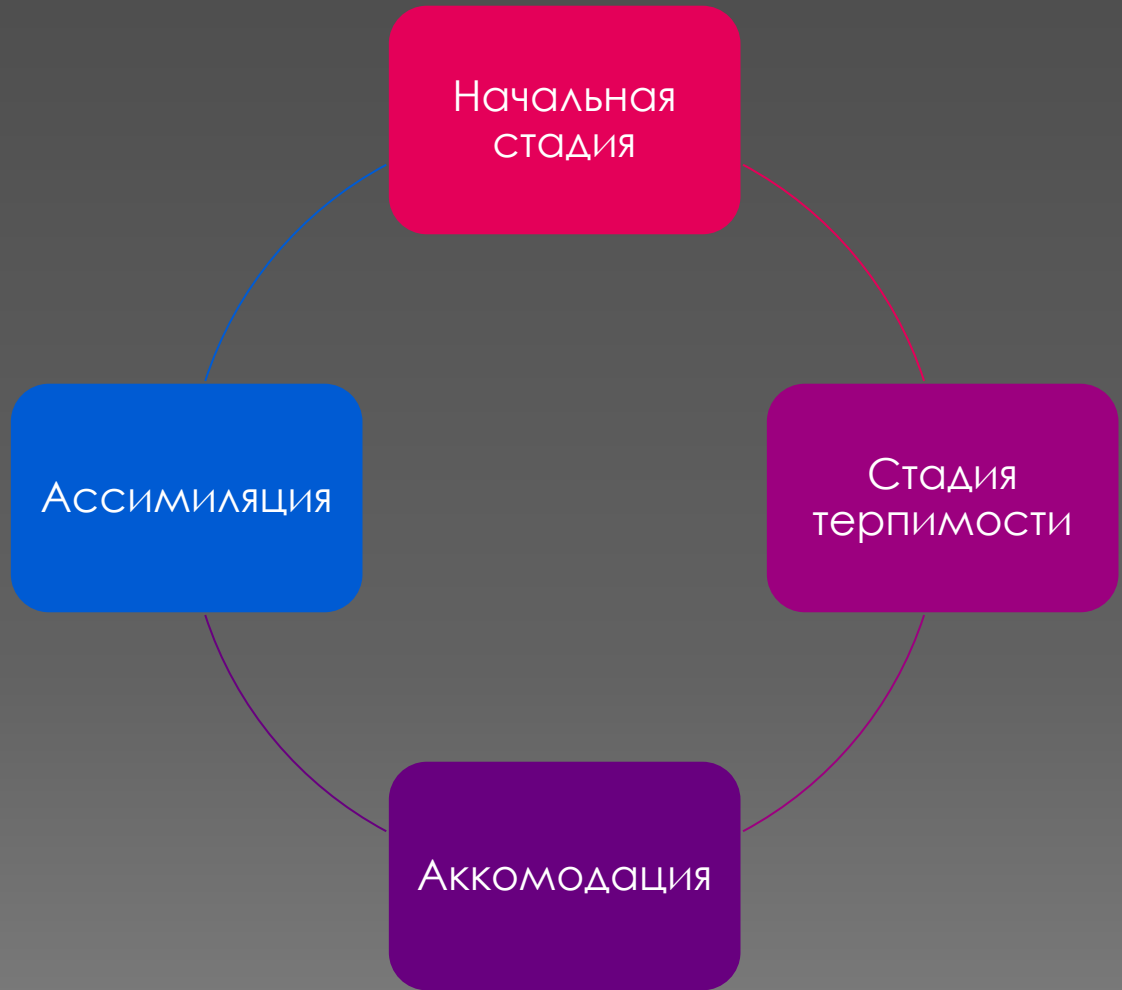 Начальная
стадия
Стадия
терпимости
Аккомодация
Ассимиляция